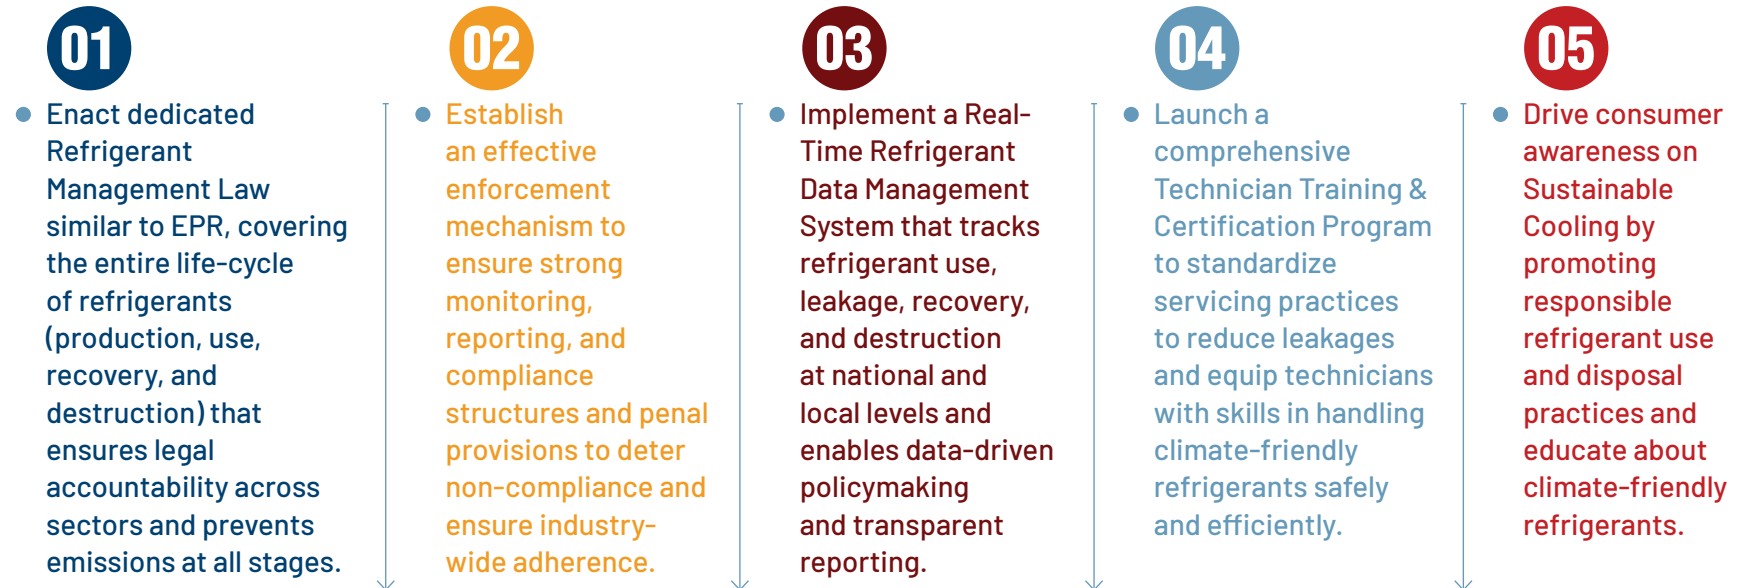 01
Enact dedicated
Refrigerant
Management Law
similar to EPR, covering
the entire life-cycle
of refrigerants
(production, use,
recovery, and
destruction) that
ensures legal
accountability across
sectors and prevents
emissions at all stages.
02
Establish
an effective
enforcement
mechanism to
ensure strong
monitoring,
reporting, and
compliance
structures and penal
provisions to deter
non-compliance and
ensure industry-
wide adherence.
03
Implement a Real-
Time Refrigerant
Data Management
System that tracks
refrigerant use,
leakage, recovery,
and destruction
at national and
local levels and
enables data-driven
policymaking
and transparent
reporting.
04
Launch a
comprehensive
Technician Training &
Certification Program
to standardize
servicing practices
to reduce leakages
and equip technicians
with skills in handling
climate-friendly
refrigerants safely
and efficiently.
05
Drive consumer
awareness on
Sustainable
Cooling by
promoting
responsible
refrigerant use
and disposal
practices and
educate about
climate-friendly
refrigerants.